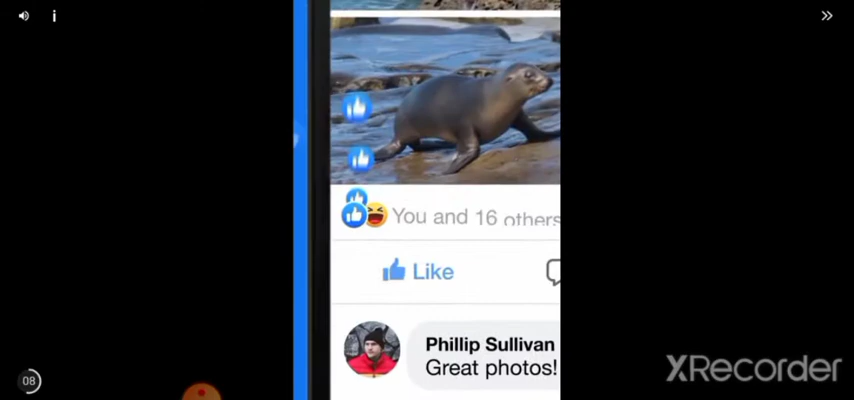 You and 16 others
Like
Phillip Sullivan
Great photos!
08
XRecorder